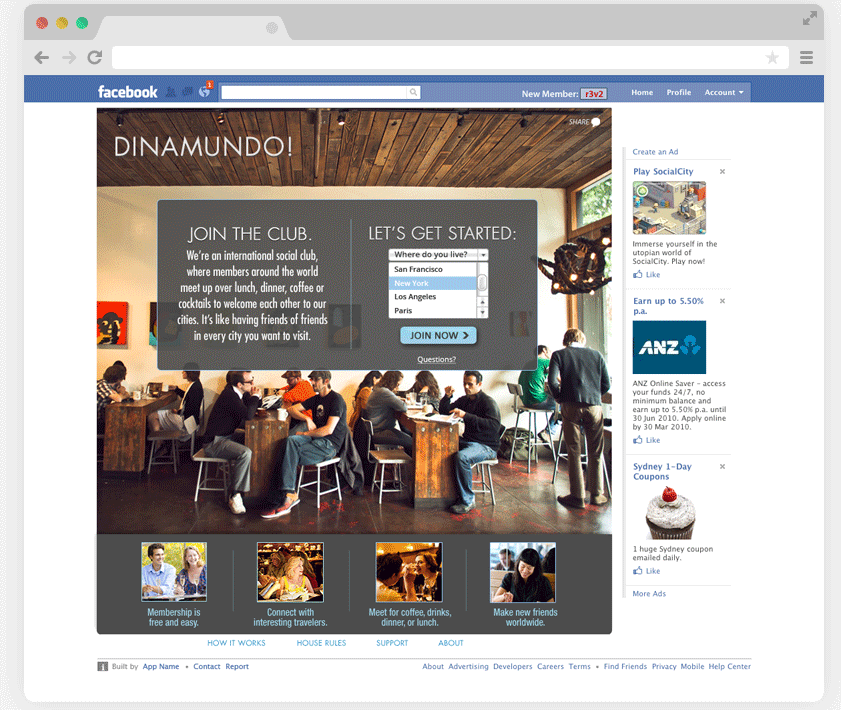 facebook
1
New Member: r3v2
Home Profile Account
SHARE
DINAMUNDO!
JOIN THE CLUB.
We're an international social club,
where members around the world
meet up over lunch, dinner, coffee or
cocktails to welcome each other to our
cities. It's like having friends of friends
in every city you want to visit.
LET'S GET STARTED:
Where do you live?
San Francisco
New York
Los Angeles
Paris
JOIN NOW >
Questions?
Membership is
free and easy.
Connect with
interesting travelers.
Meet for coffee, drinks,
dinner, or lunch.
Make new friends
worldwide.
HOW IT WORKS HOUSE RULES SUPPORT ABOUT
Create an Ad
Play SocialCity
Immerse yourself in the
utopian world of
SocialCity. Play now!
Like
Earn up to 5.50%
p.a.
ANZ
ANZ Online Saver - access
your funds 24/7, no
minimum balance and
earn up to 5.50% p.a. until
30 Jun 2010. Apply online
by 30 Mar 2010.
Like
Sydney 1-Day
Coupons
1 huge Sydney coupon
emailed daily.
Like
More Ads
Built by App Name • Contact Report
About Advertising Developers Careers Terms • Find Friends Privacy Mobile Help Center